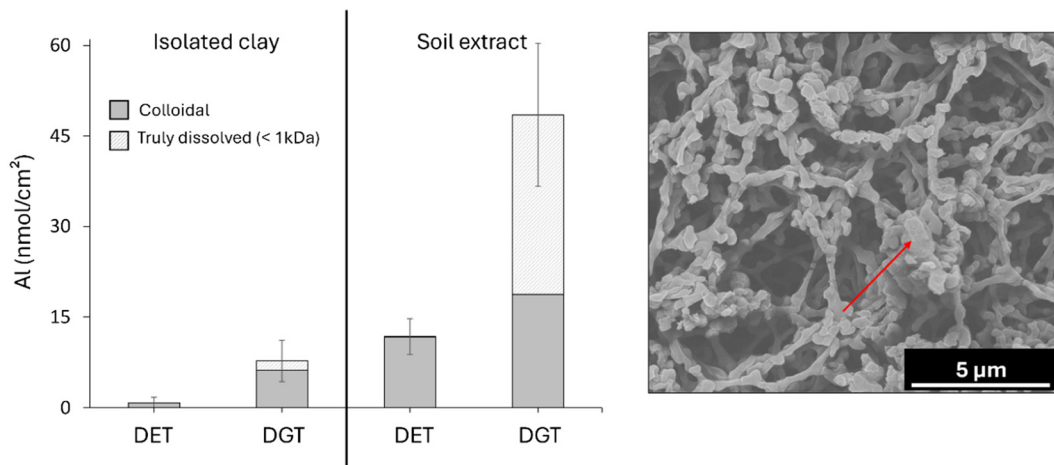 Isolated clay
Soil extract
Colloidal
Truly dissolved (< 1kDa)
Al (nmol/cm²)
60
45
30
15
0
DET
DGT
DET
DGT
5 µm